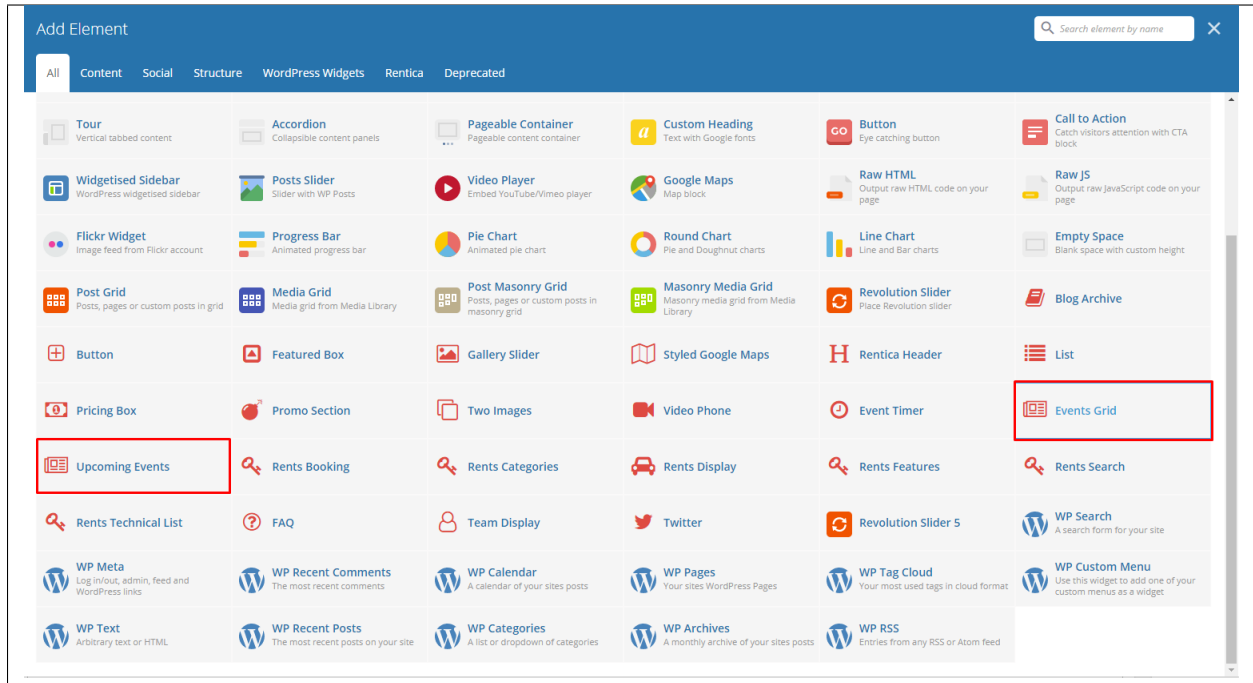 Add Element
Search element by name
All Content Social Structure WordPress Widgets Rentica Deprecated
Tour
Vertical tabbed content
Accordion
Collapsible content panels
Pageable Container
Pageable content container
a
Custom Heading
Text with Google fonts
GO
Button
Eye catching button
Call to Action
Catch visitors attention with CTA
block
Widgetised Sidebar
WordPress widgetised sidebar
Posts Slider
Slider with WP Posts
Video Player
Embed YouTube/Vimeo player
Google Maps
Map block
Raw HTML
Output raw HTML code on your
page
Raw JS
Output raw JavaScript code on your
page
Flickr Widget
Image feed from Flickr account
Progress Bar
Animated progress bar
Pie Chart
Animated pie chart
Round Chart
Pie and Doughnut charts
Line Chart
Line and Bar charts
Empty Space
Blank space with custom height
Post Grid
Posts, pages or custom posts in grid
Media Grid
Media grid from Media Library
Post Masonry Grid
Posts, pages or custom posts in
masonry grid
Masonry Media Grid
Masonry media grid from Media
Library
Revolution Slider
Place Revolution slider
Blog Archive
Button
Featured Box
Gallery Slider
Styled Google Maps
H
Rentica Header
List
Pricing Box
Promo Section
Two Images
Video Phone
Event Timer
Events Grid
Upcoming Events
Rents Booking
Rents Categories
Rents Display
Rents Features
Rents Search
Rents Technical List
?
FAQ
Team Display
Twitter
Revolution Slider 5
WP Search
A search form for your site
WP Meta
Log in/out, admin, feed and
WordPress links
WP Recent Comments
The most recent comments
WP Calendar
A calendar of your sites posts
WP Pages
Your sites WordPress Pages
WP Tag Cloud
Your most used tags in cloud format
WP Custom Menu
Use this widget to add one of your
custom menus as a widget
WP Text
Arbitrary text or HTML
WP Recent Posts
The most recent posts on your site
WP Categories
A list or dropdown of categories
WP Archives
A monthly archive of your sites posts
WP RSS
Entries from any RSS or Atom feed